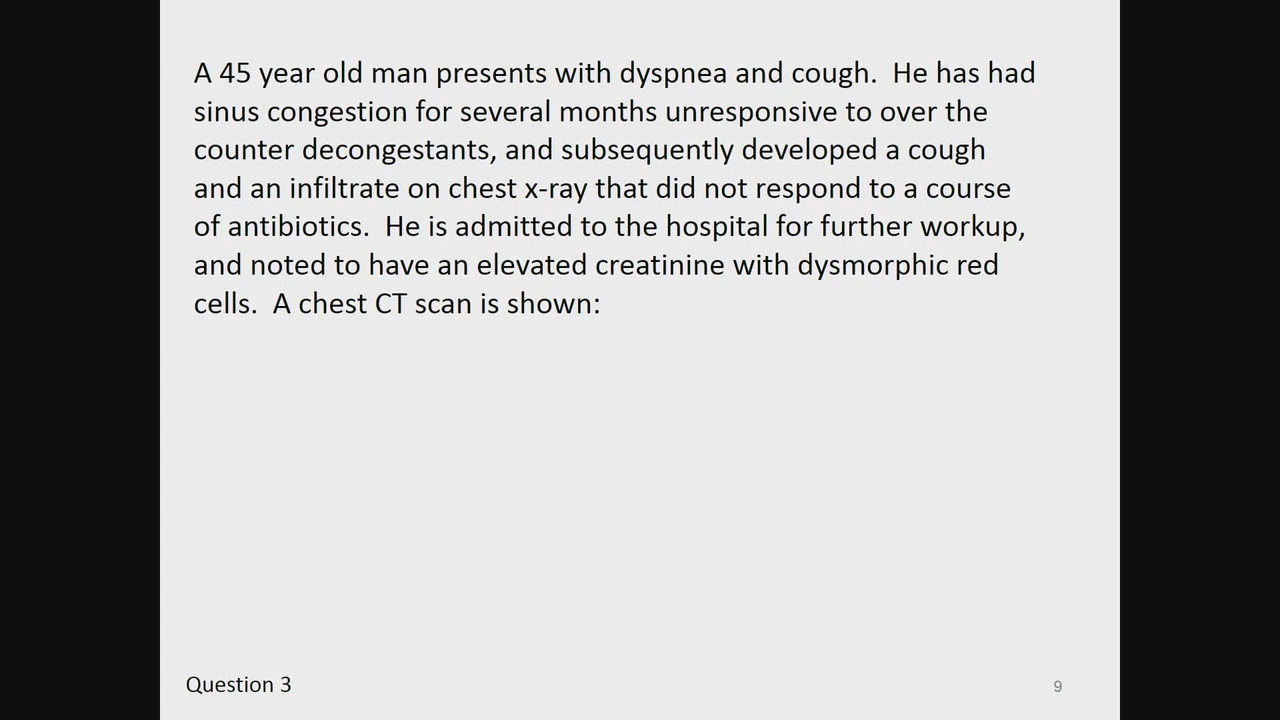 A 45 year old man presents with dyspnea and cough.  He has had
sinus congestion for several months unresponsive to over the
counter decongestants, and subsequently developed a cough
and an infiltrate on chest x-ray that did not respond to a course
of antibiotics.  He is admitted to the hospital for further workup,
and noted to have an elevated creatinine with dysmorphic red
cells.  A chest CT scan is shown:
Question 3
9